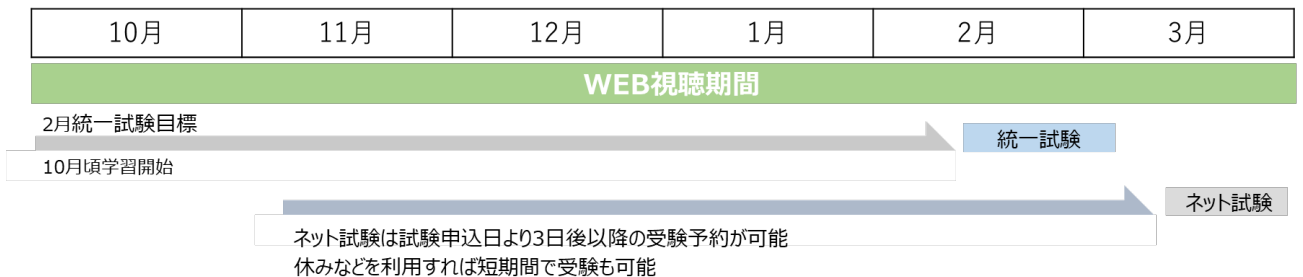 10月 11月 12月 1月 2月 3月
WEB視聴期間
2月統一試験目標
統一試験
10月頃学習開始
ネット試験
ネット試験は試験申込日より3日後以降の受験予約が可能
休みなどを利用すれば短期間で受験も可能